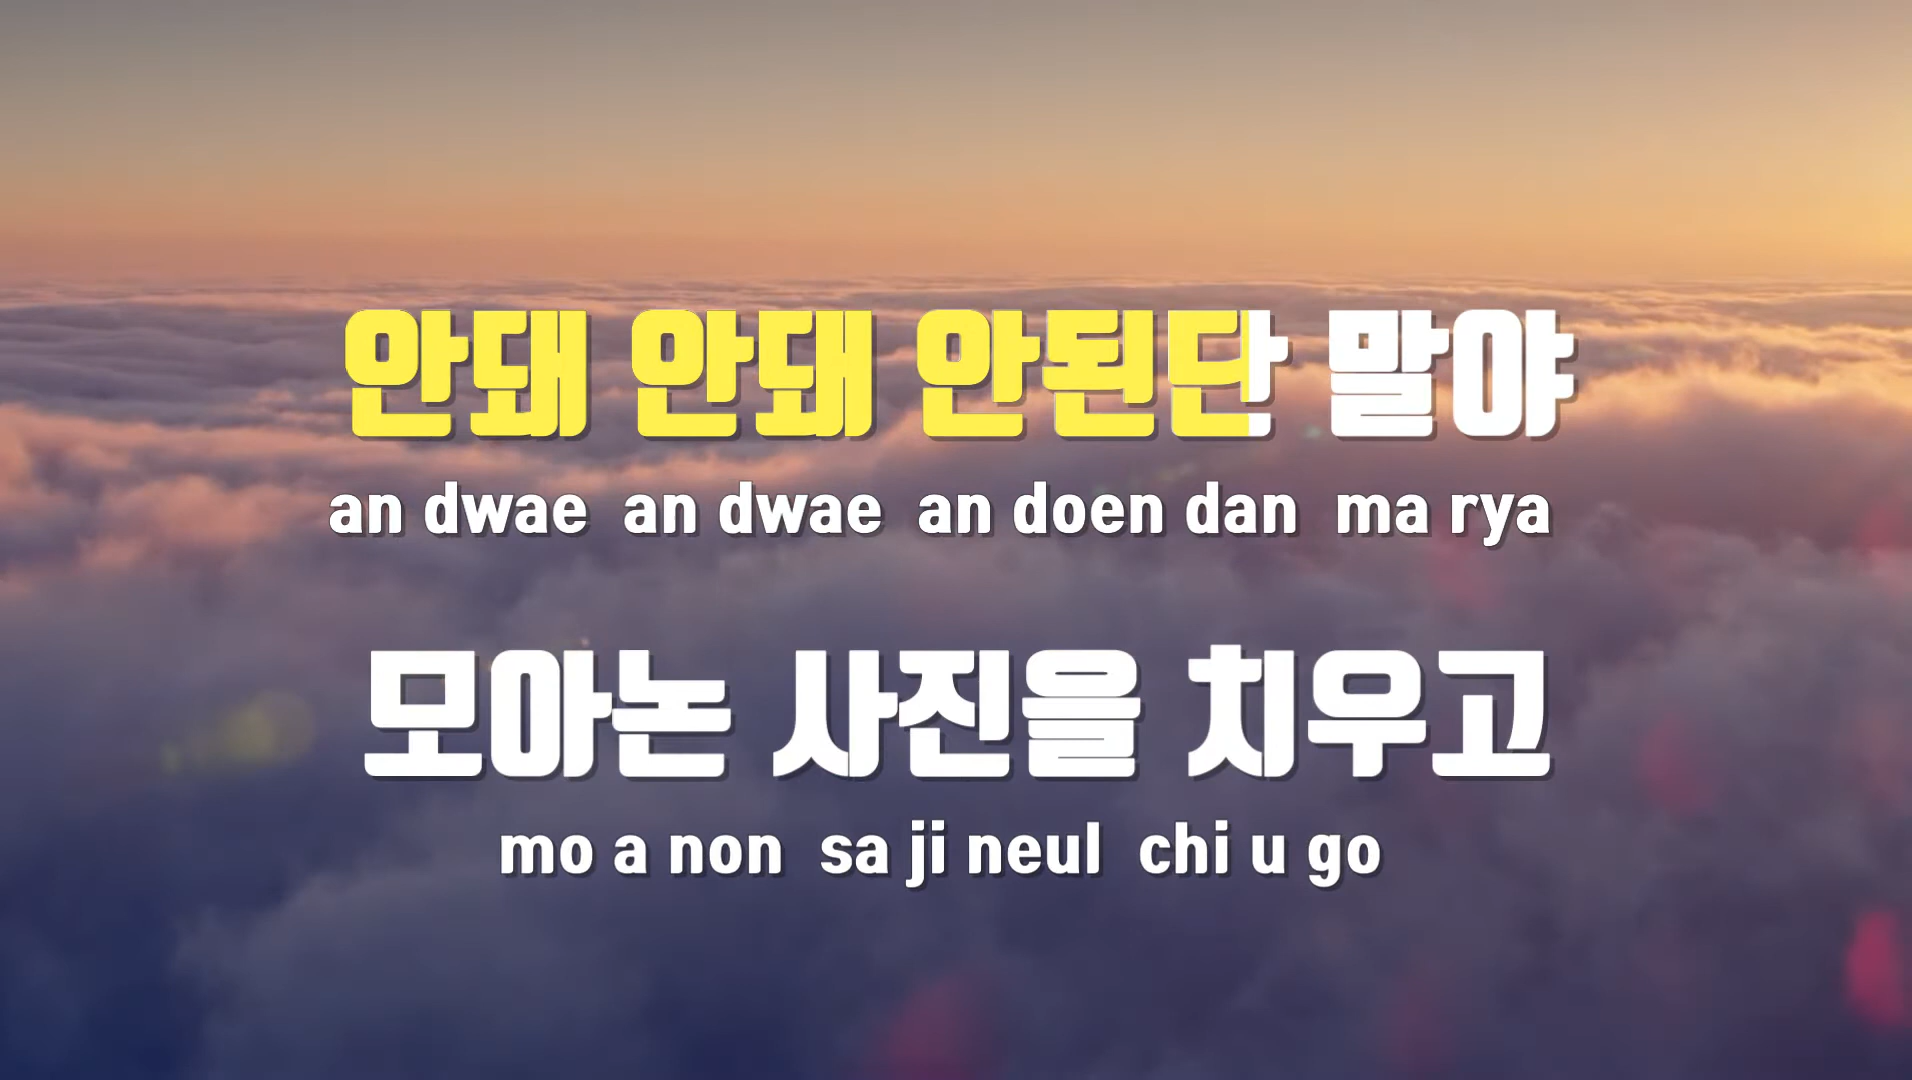 안돼 안돼 안된단 말야
an dwae an dwae an doen dan ma rya
모아논 사진을 치우고
mo a non sa ji neul chi u go